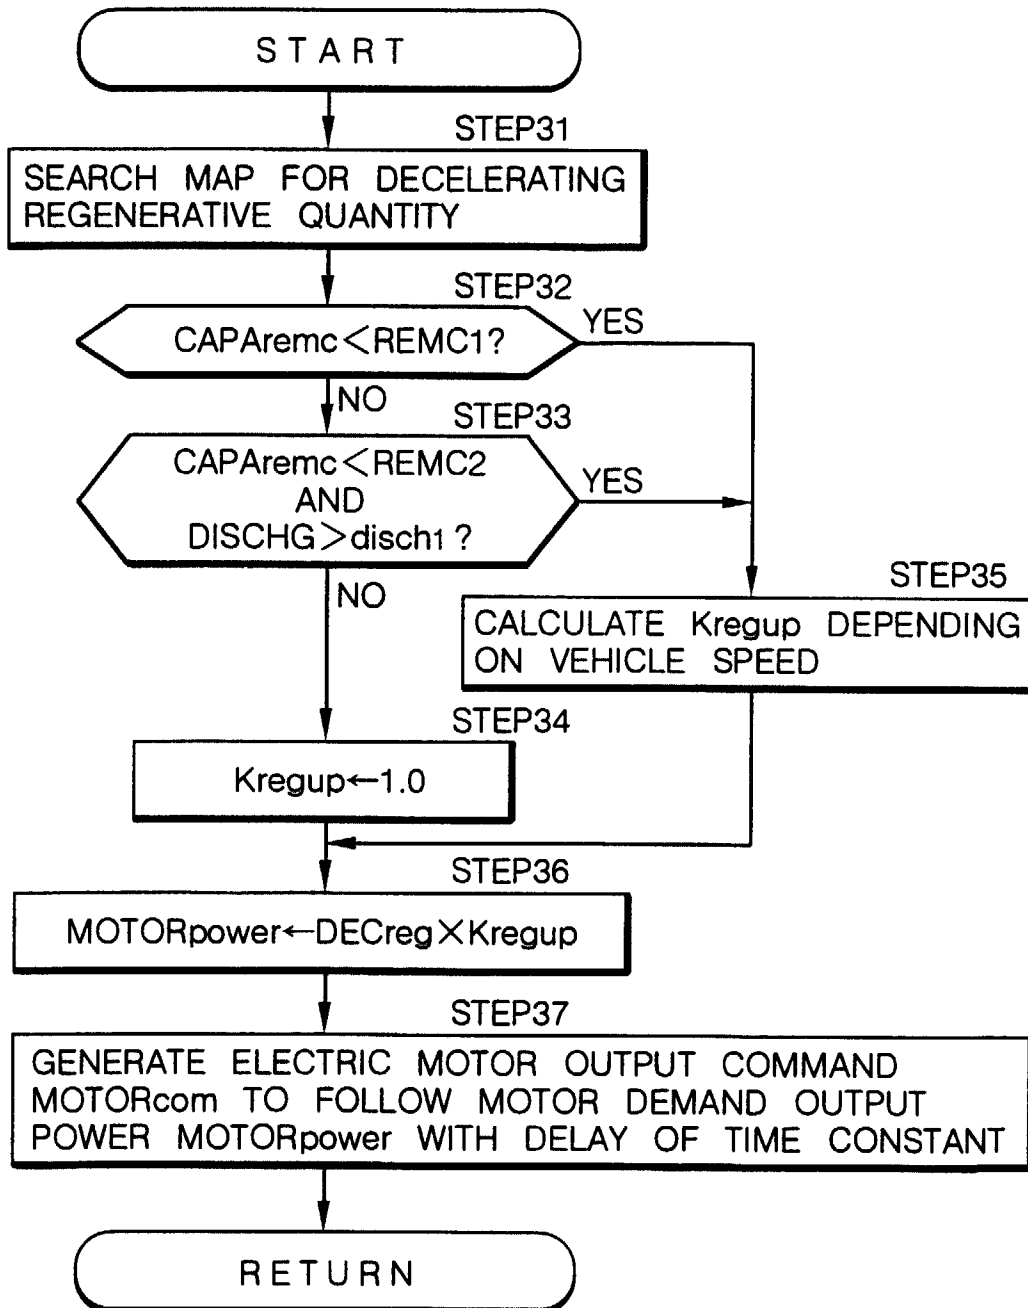 START
STEP31
SEARCH MAP FOR DECELERATING
REGENERATIVE QUANTITY
STEP32
CAPAremc<REMC1?
YES
NO
STEP33
CAPAremc<REMC2
AND
DISCHG>disch1?
YES
NO
STEP35
CALCULATE Kregup DEPENDING
ON VEHICLE SPEED
STEP34
Kregup←1.0
STEP36
MOTORpower←DECreg×Kregup
STEP37
GENERATE ELECTRIC MOTOR OUTPUT COMMAND
MOTORcom TO FOLLOW MOTOR DEMAND OUTPUT
POWER MOTORpower WITH DELAY OF TIME CONSTANT
RETURN